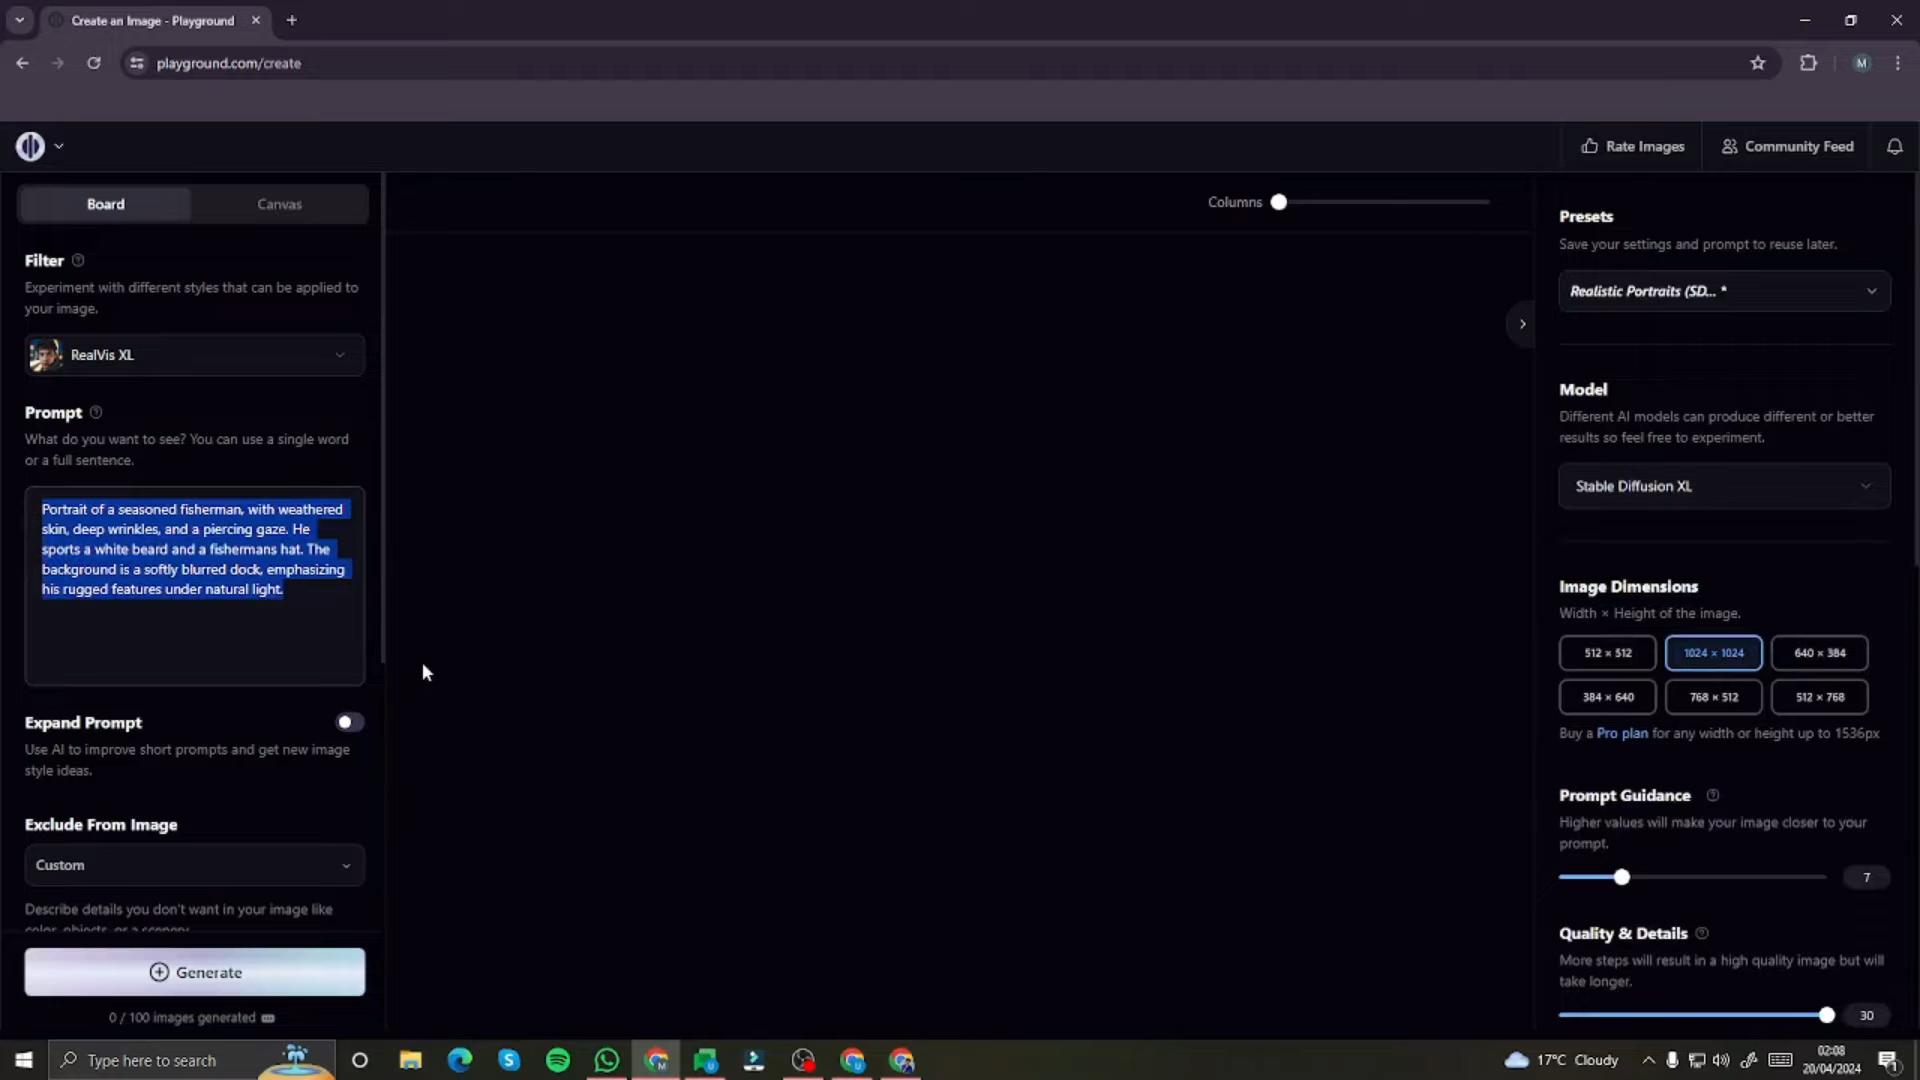 Create an Image - Playground
playground.com/create
M
Rate Images
Community Feed
Board
Canvas
Columns
Filter
Experiment with different styles that can be applied to
your image.
RealVis XL
Prompt
What do you want to see? You can use a single word
or a full sentence.
Portrait of a seasoned fisherman, with weathered
skin, deep wrinkles, and a piercing gaze. He
sports a white beard and a fishermans hat. The
background is a softly blurred dock, emphasizing
his rugged features under natural light.
Expand Prompt
Use AI to improve short prompts and get new image
style ideas.
Exclude From Image
Custom
Describe details you don't want in your image like
color, objects, or a scenery.
Generate
0 / 100 images generated
Presets
Save your settings and prompt to reuse later.
Realistic Portraits (SD... *
Model
Different AI models can produce different or better
results so feel free to experiment.
Stable Diffusion XL
Image Dimensions
Width × Height of the image.
512 × 512
1024 × 1024
640 × 384
384 × 640
768 × 512
512 × 768
Buy a Pro plan for any width or height up to 1536px
Prompt Guidance
Higher values will make your image closer to your
prompt.
7
Quality & Details
More steps will result in a high quality image but will
take longer.
30
Type here to search
17°C Cloudy
02:08
20/04/2024
1